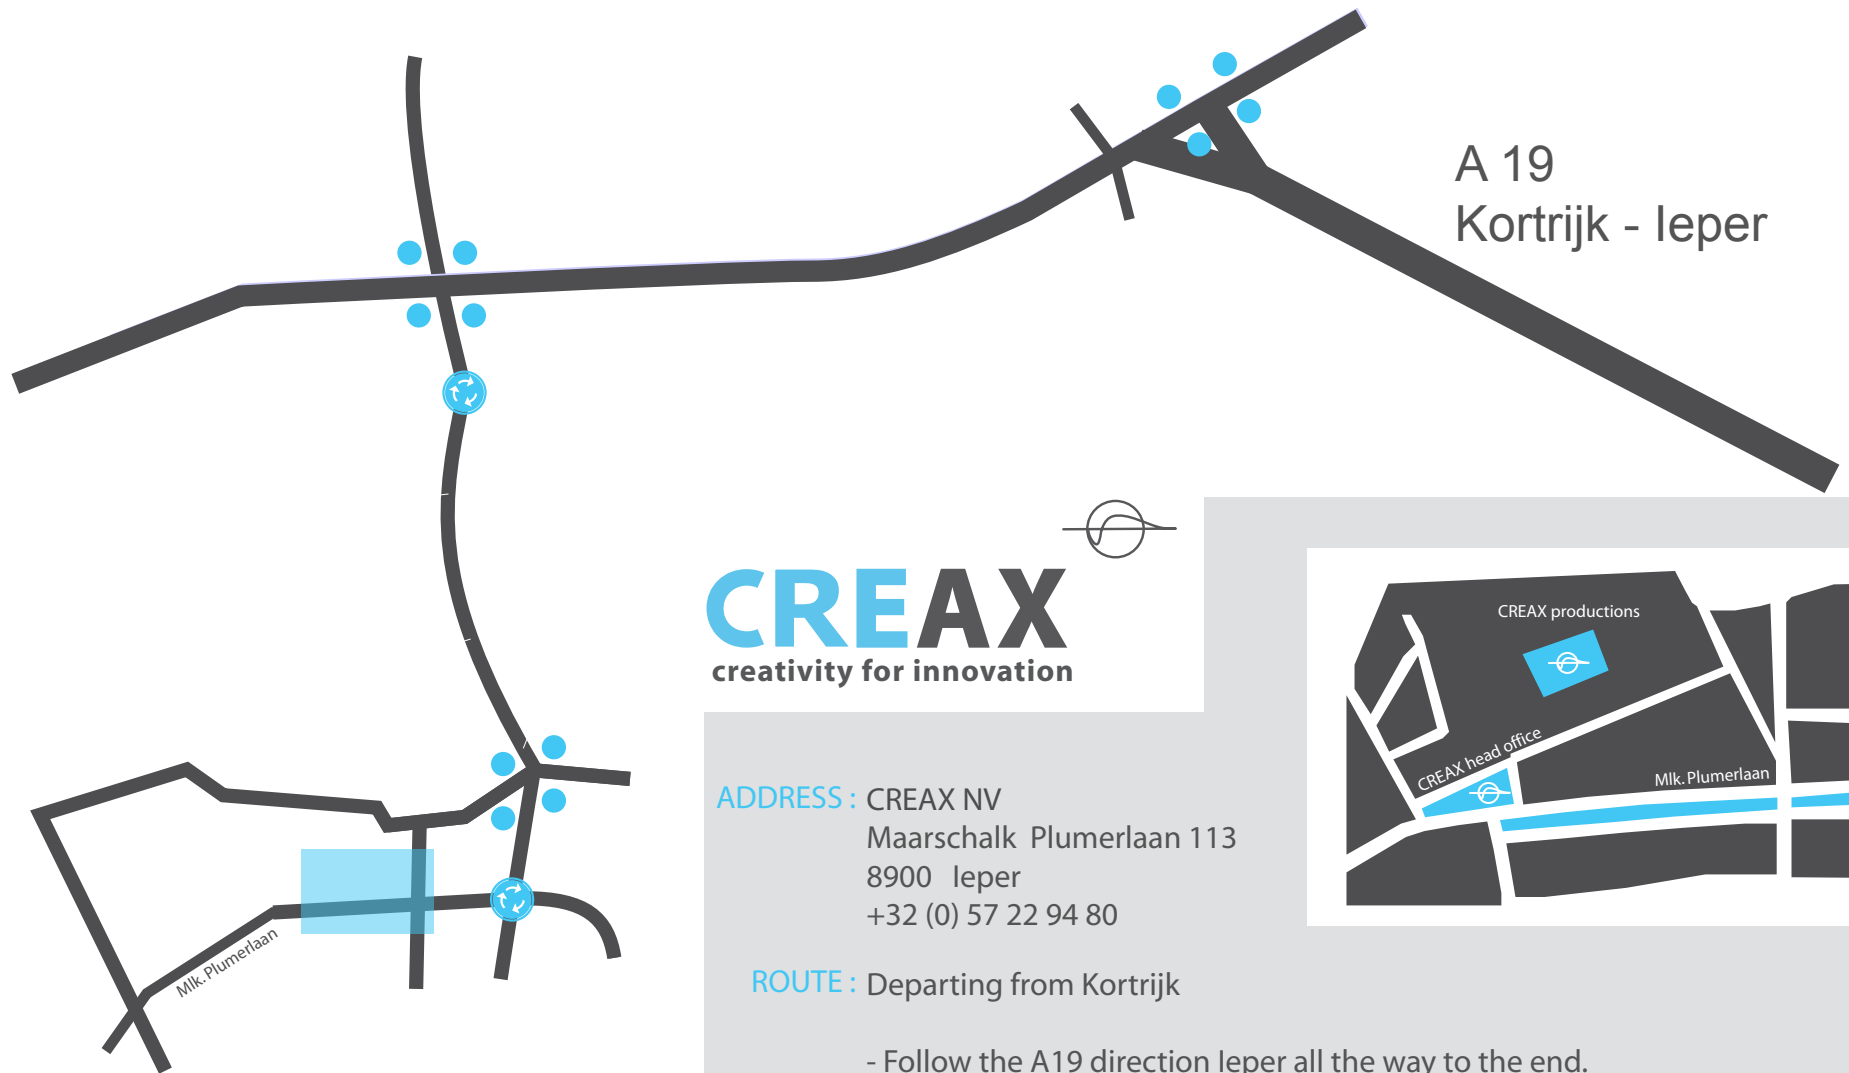 A 19
Kortrijk - Ieper
CREAX
creativity for innovation
CREAX productions
CREAX head office
Mlk. Plumerlaan
ADDRESS : CREAX NV
Maarschalk Plumerlaan 113
8900 Ieper
+32 (0) 57 22 94 80
Mlk. Plumerlaan
ROUTE : Departing from Kortrijk
- Follow the A19 direction Ieper all the way to the end.